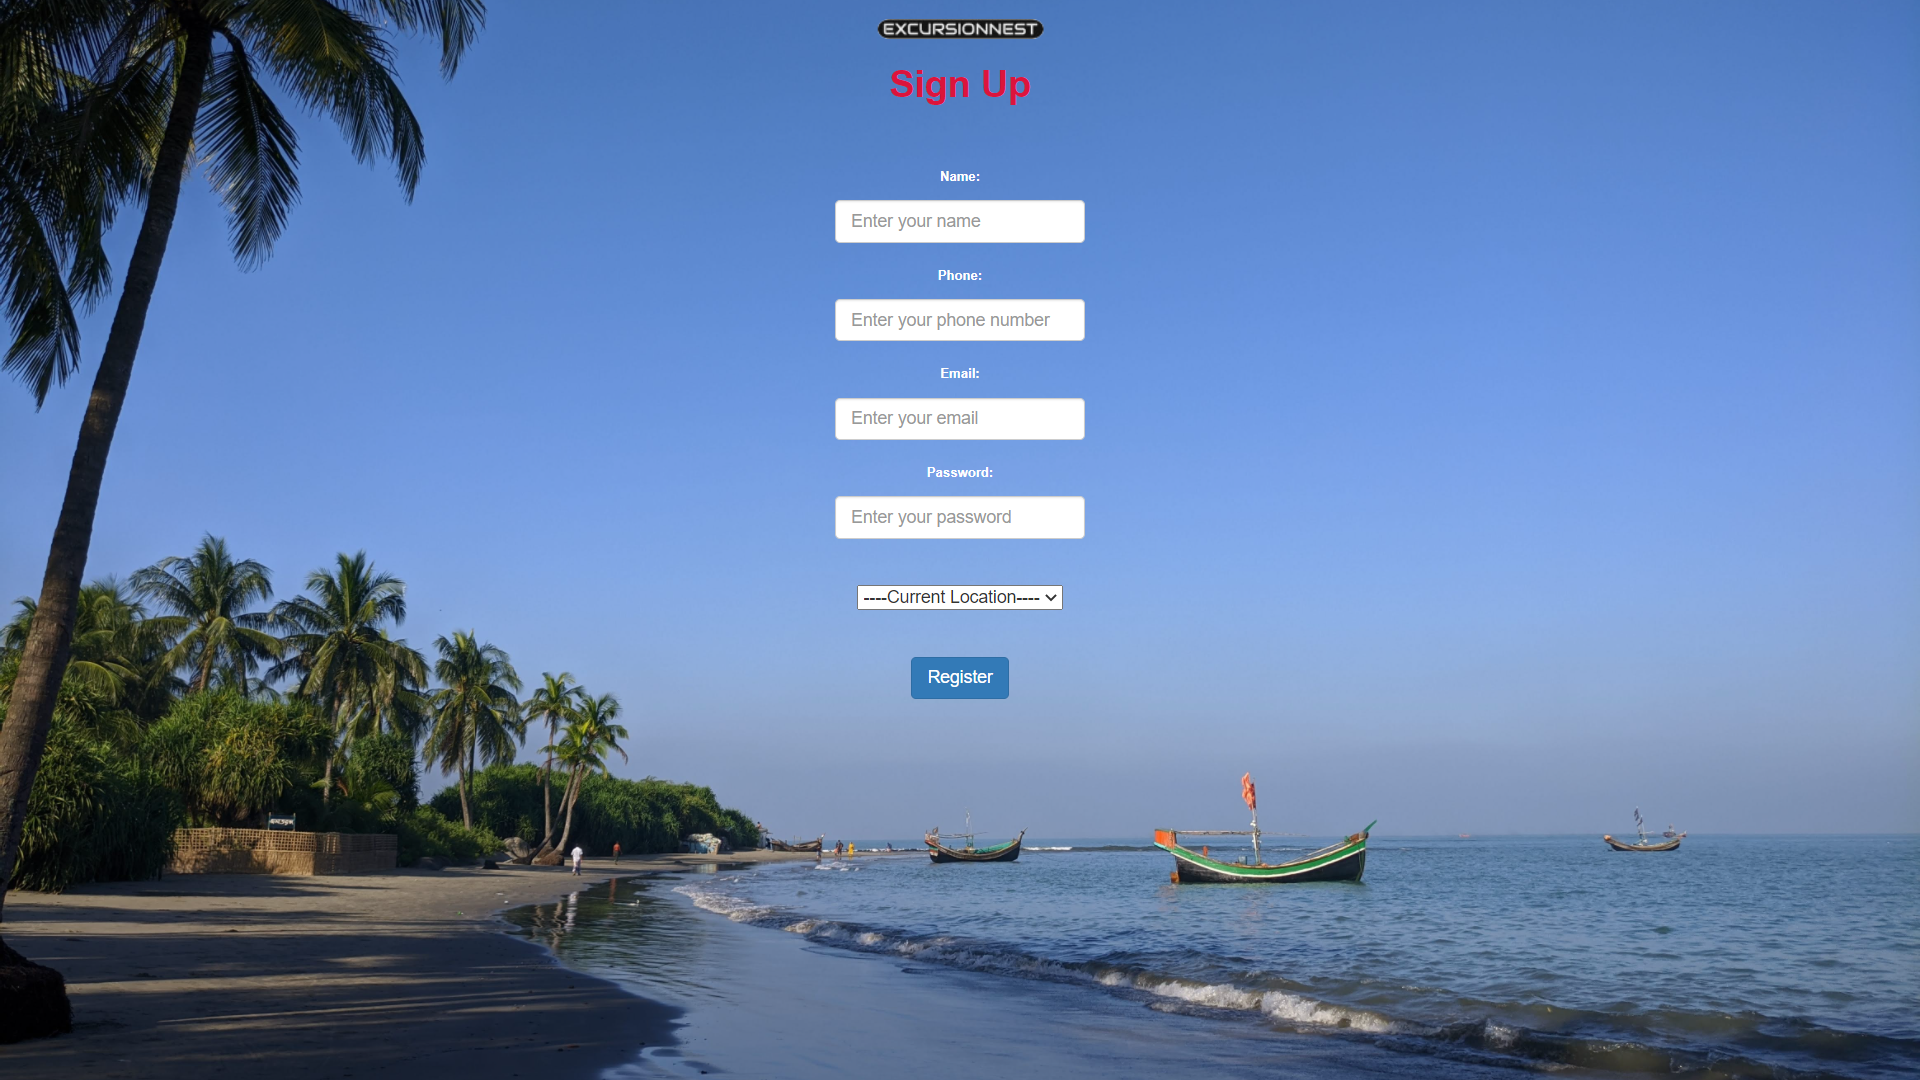 EXCURSIONNEST
Sign Up
Name:
Enter your name
Phone:
Enter your phone number
Email:
Enter your email
Password:
Enter your password
----Current Location----
Register